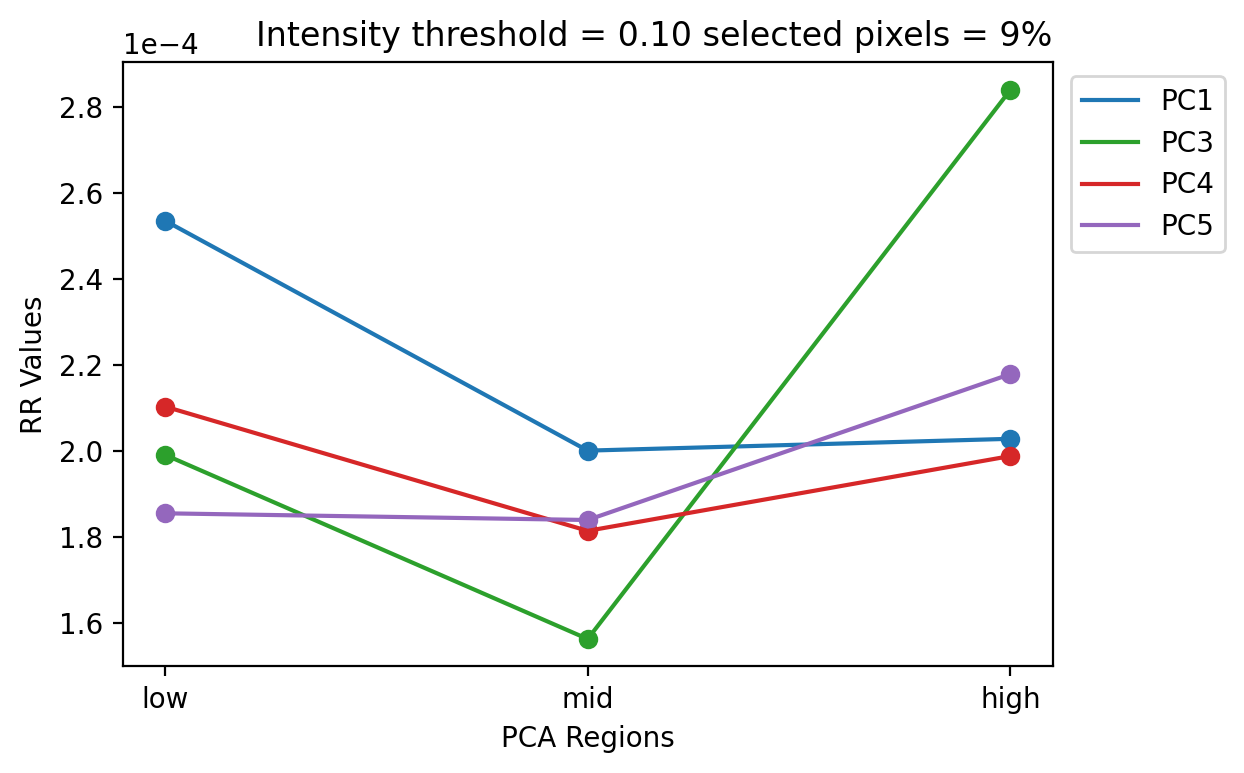 Intensity threshold = 0.10 selected pixels = 9%
1e−4
2.8
2.6
2.4
2.2
2.0
1.8
1.6
RR Values
low
mid
high
PCA Regions
PC1
PC3
PC4
PC5